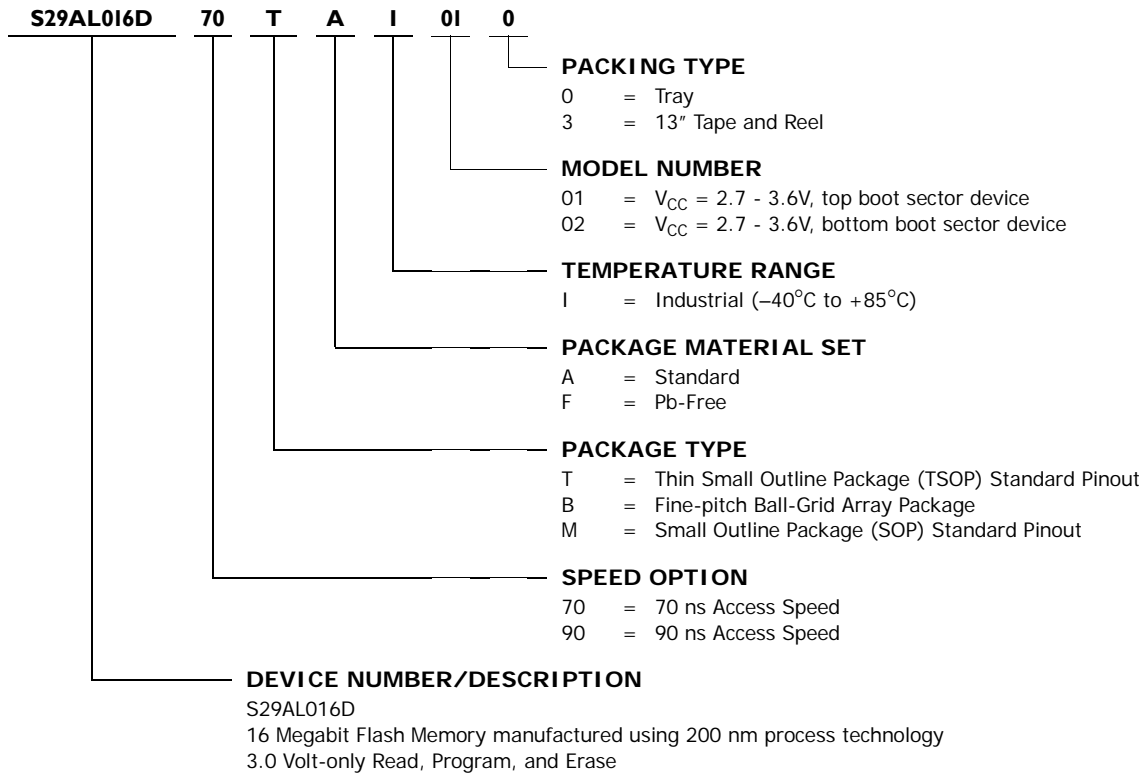 S29AL016D 70 T A I 01 0
PACKING TYPE
0 = Tray
3 = 13″ Tape and Reel
MODEL NUMBER
01 = VCC = 2.7 - 3.6V, top boot sector device
02 = VCC = 2.7 - 3.6V, bottom boot sector device
TEMPERATURE RANGE
I = Industrial (–40°C to +85°C)
PACKAGE MATERIAL SET
A = Standard
F = Pb-Free
PACKAGE TYPE
T = Thin Small Outline Package (TSOP) Standard Pinout
B = Fine-pitch Ball-Grid Array Package
M = Small Outline Package (SOP) Standard Pinout
SPEED OPTION
70 = 70 ns Access Speed
90 = 90 ns Access Speed
DEVICE NUMBER/DESCRIPTION
S29AL016D
16 Megabit Flash Memory manufactured using 200 nm process technology
3.0 Volt-only Read, Program, and Erase